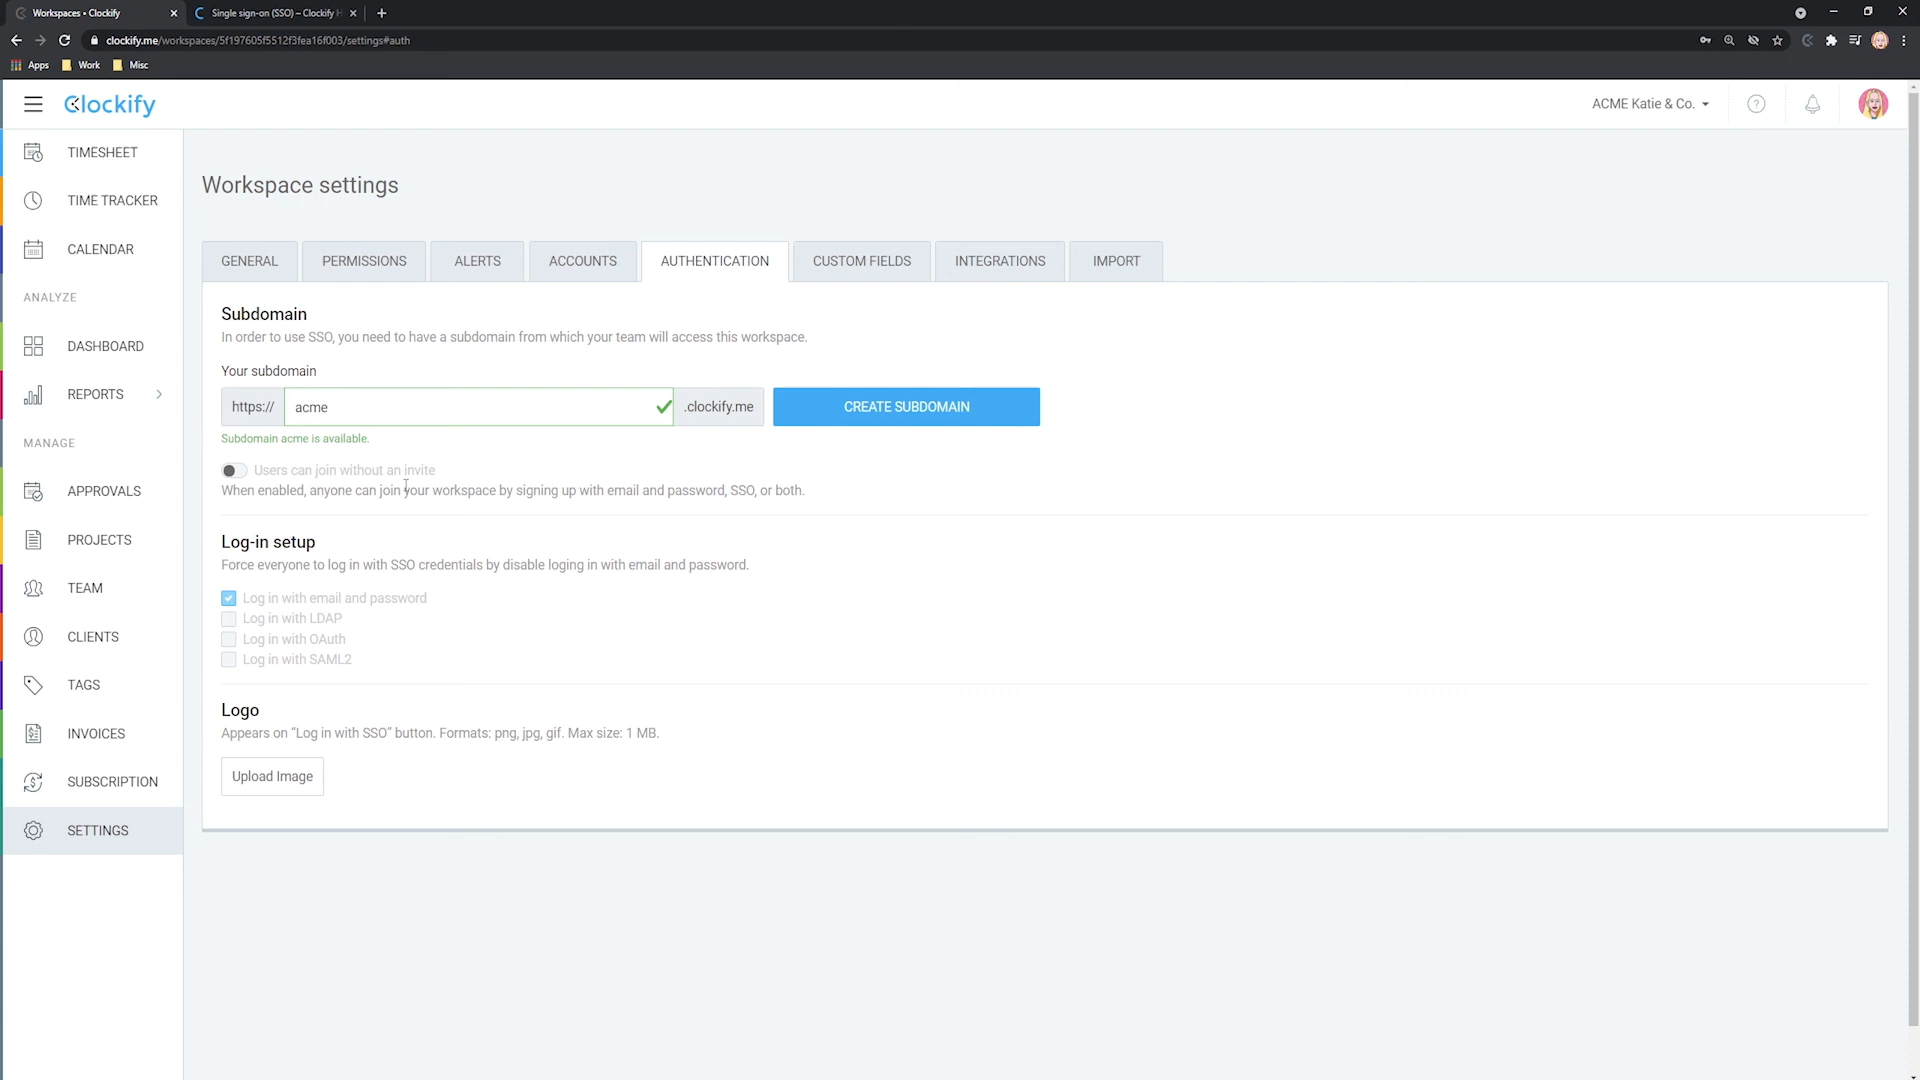 Workspaces • Clockify
Single sign-on (SSO) – Clockify H
clockify.me/workspaces/5f197605f5512f3fea16f003/settings#auth
Apps
Work
Misc
Clockify
ACME Katie & Co.
TIMESHEET
TIME TRACKER
CALENDAR
ANALYZE
DASHBOARD
REPORTS
MANAGE
APPROVALS
PROJECTS
TEAM
CLIENTS
TAGS
INVOICES
SUBSCRIPTION
SETTINGS
Workspace settings
GENERAL
PERMISSIONS
ALERTS
ACCOUNTS
AUTHENTICATION
CUSTOM FIELDS
INTEGRATIONS
IMPORT
Subdomain
In order to use SSO, you need to have a subdomain from which your team will access this workspace.
Your subdomain
https:// acme .clockify.me CREATE SUBDOMAIN
Subdomain acme is available.
Users can join without an invite
When enabled, anyone can join your workspace by signing up with email and password, SSO, or both.
Log-in setup
Force everyone to log in with SSO credentials by disable loging in with email and password.
Log in with email and password
Log in with LDAP
Log in with OAuth
Log in with SAML2
Logo
Appears on “Log in with SSO” button. Formats: png, jpg, gif. Max size: 1 MB.
Upload Image